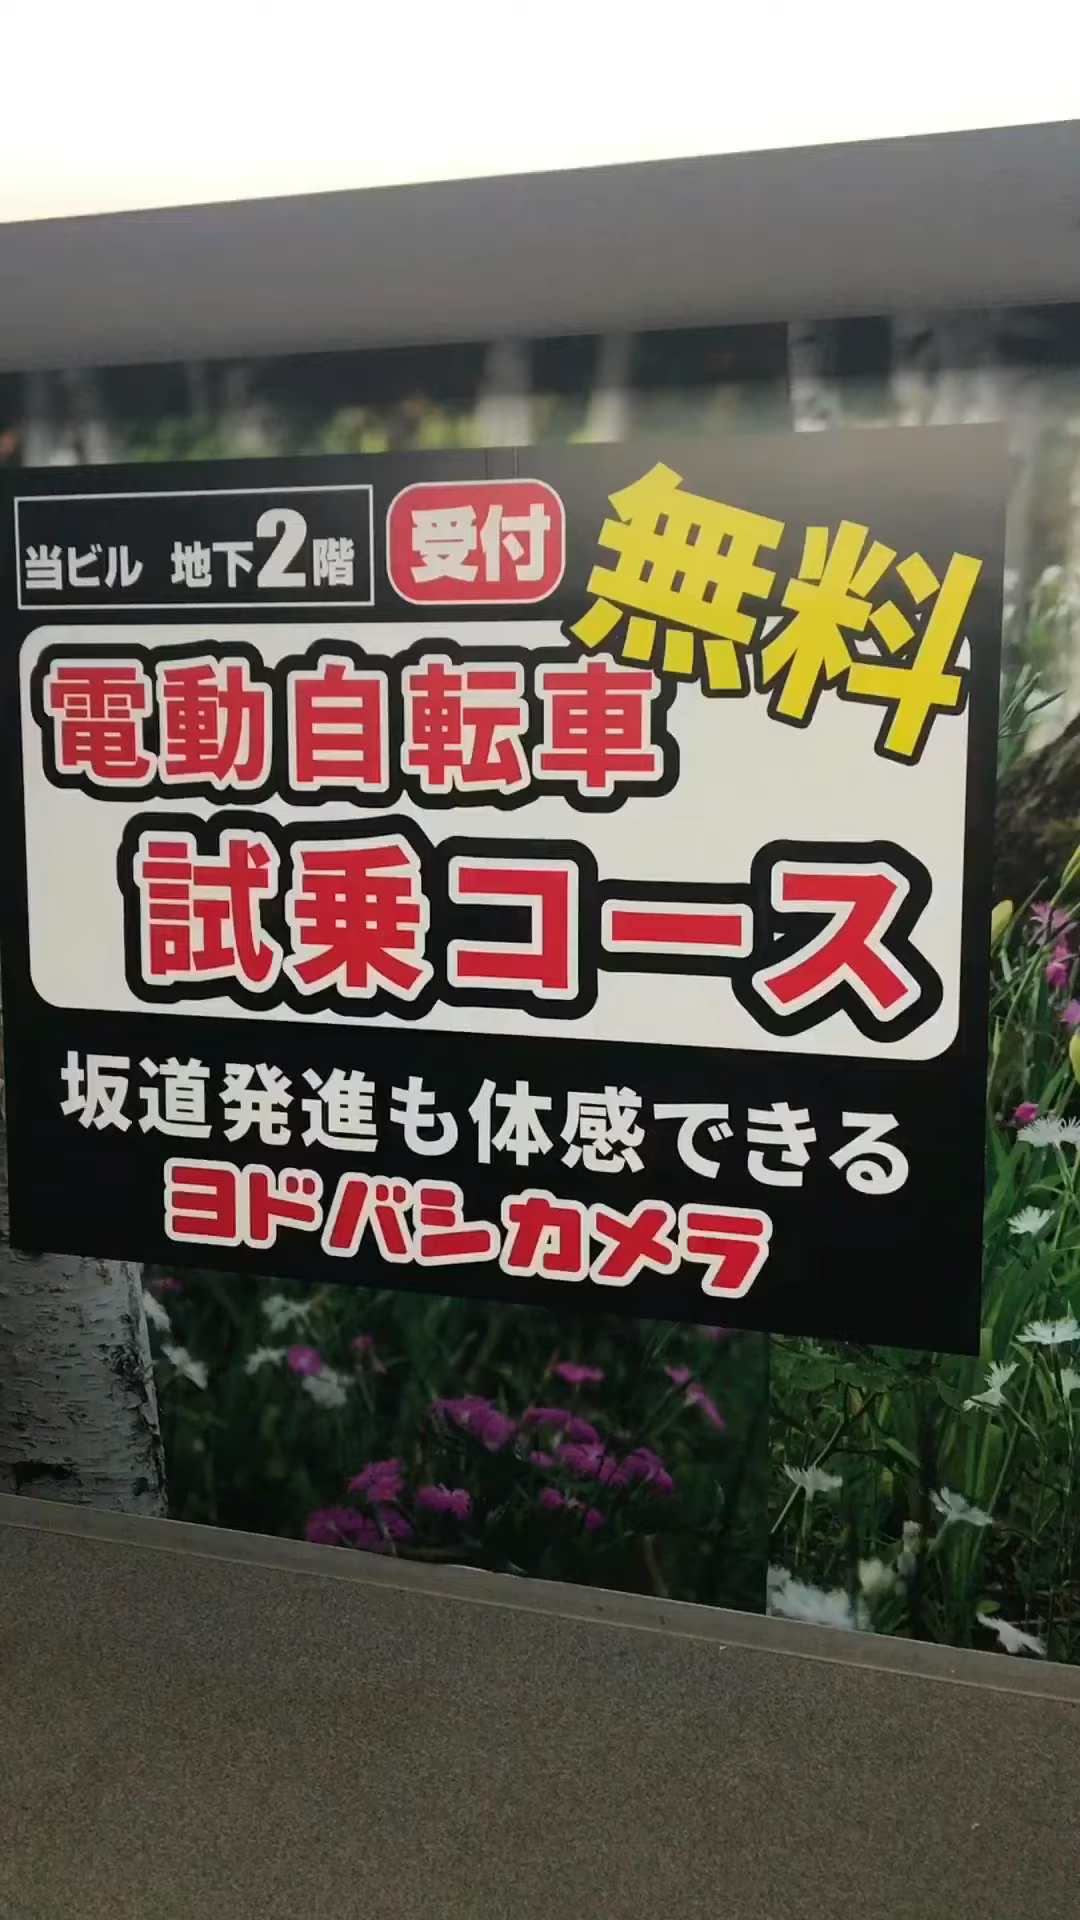 当ビル 地下2階 受付
無料
電動自転車
試乗コース
坂道発進も体感できる
ヨドバシカメラ